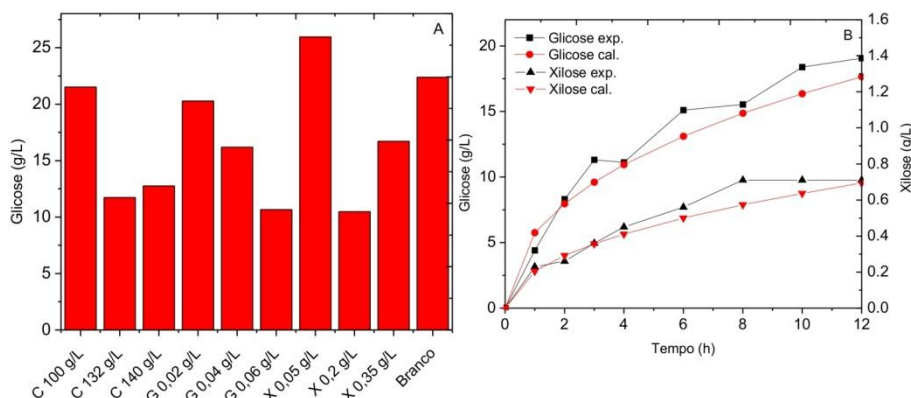 A
Glicose (g/L)
25
20
15
10
5
0
C 100 g/L
C 132 g/L
C 140 g/L
G 0,02 g/L
G 0,04 g/L
G 0,06 g/L
X 0,05 g/L
X 0,2 g/L
X 0,35 g/L
Branco
B
Glicose exp.
Glicose cal.
Xilose exp.
Xilose cal.
Glicose (g/L)
20
15
10
5
0
0 2 4 6 8 10 12
Tempo (h)
1.6
1.4
1.2
1.0
0.8
0.6
0.4
0.2
0.0
Xilose (g/L)